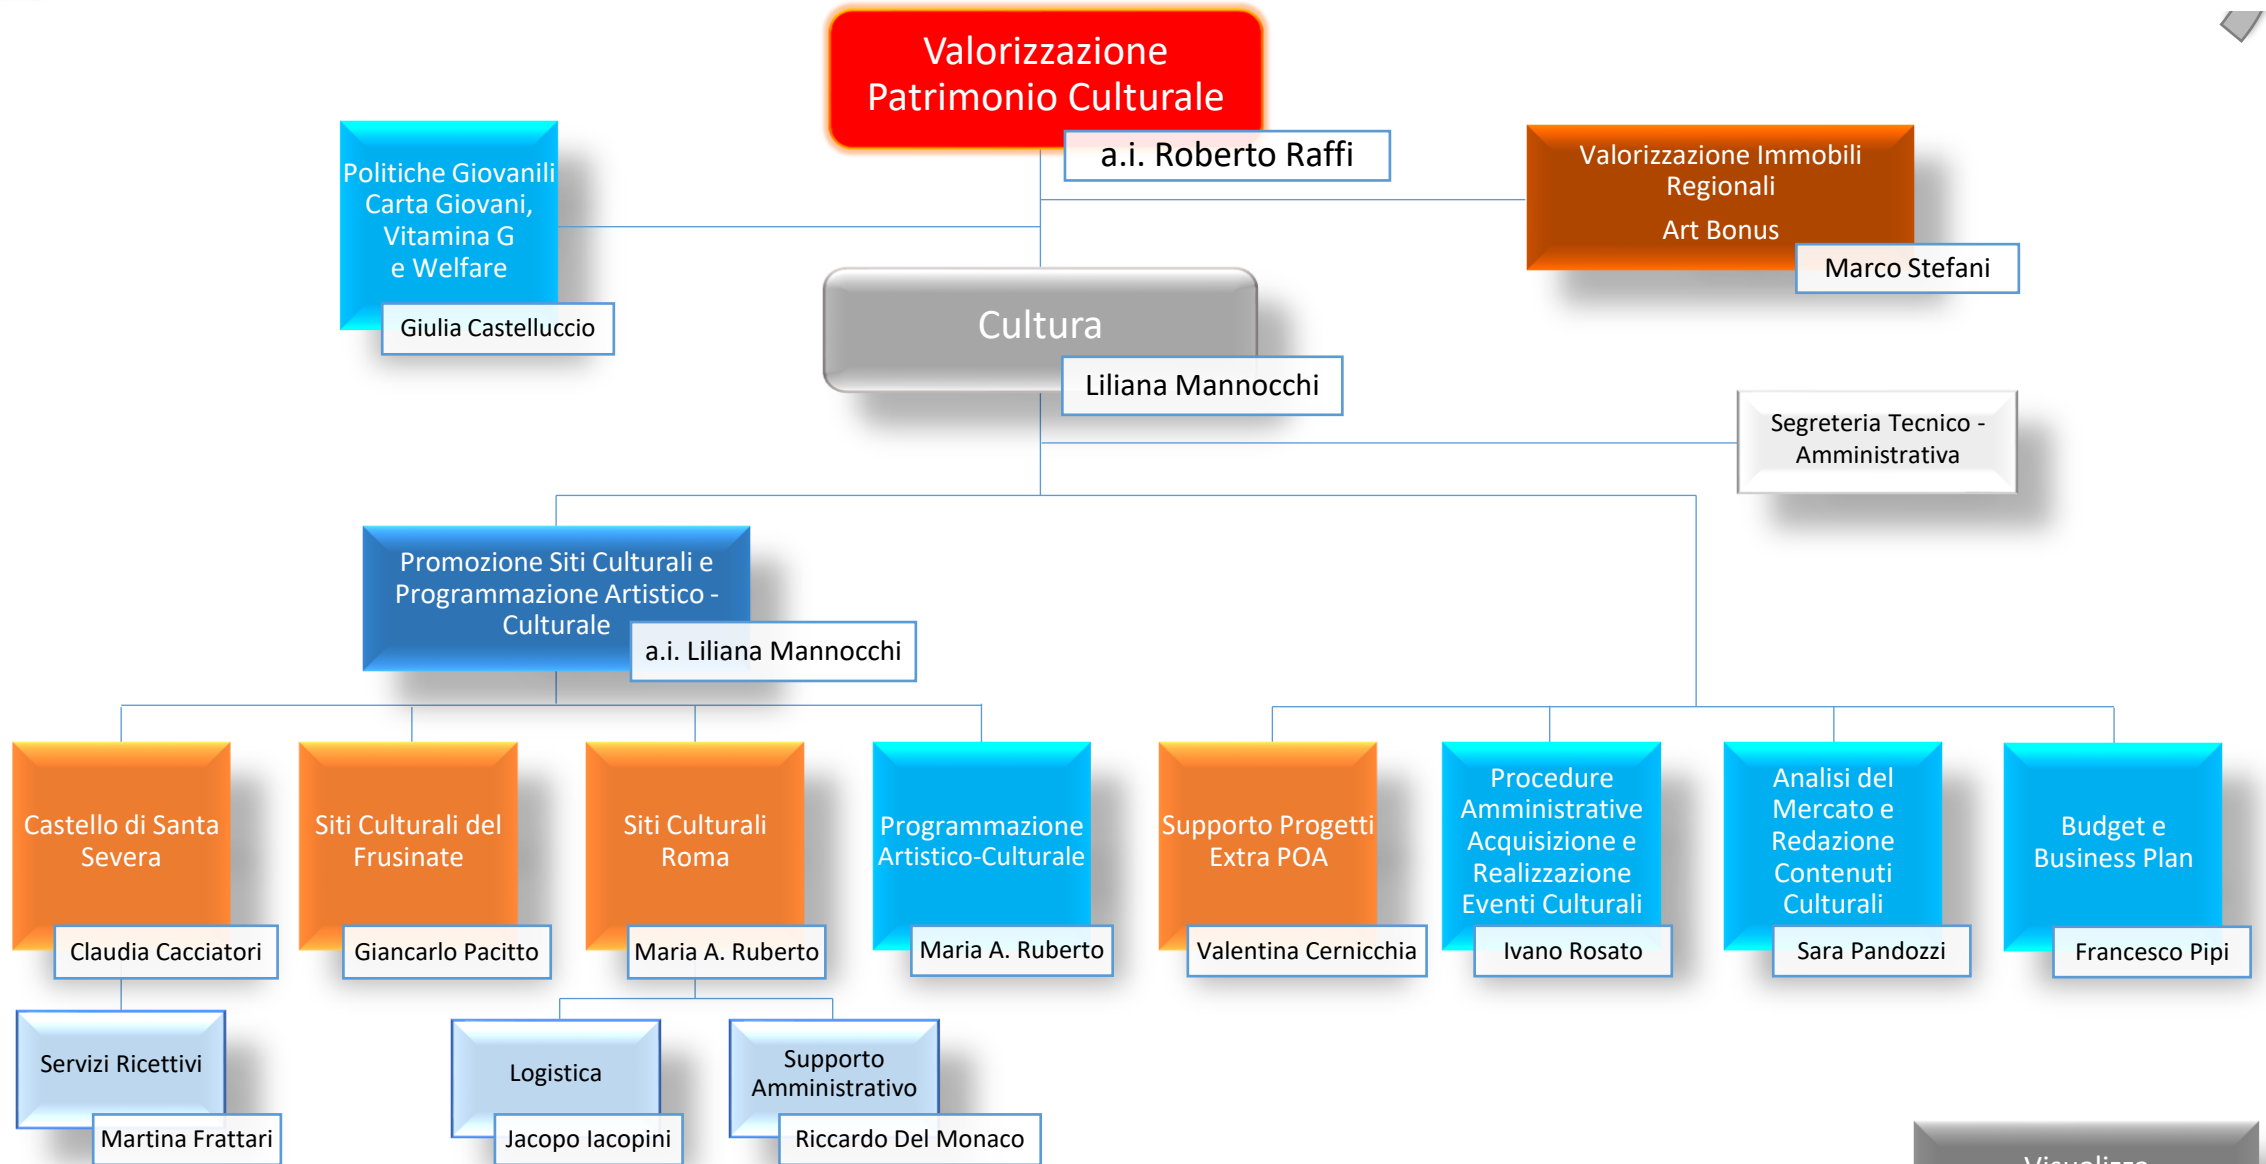 Valorizzazione
Patrimonio Culturale
a.i. Roberto Raffi
Politiche Giovanili
Carta Giovani,
Vitamina G
e Welfare
Giulia Castelluccio
Valorizzazione Immobili
Regionali
Art Bonus
Marco Stefani
Cultura
Liliana Mannocchi
Segreteria Tecnico -
Amministrativa
Promozione Siti Culturali e
Programmazione Artistico -
Culturale
a.i. Liliana Mannocchi
Castello di Santa
Severa
Claudia Cacciatori
Siti Culturali del
Frusinate
Giancarlo Pacitto
Siti Culturali
Roma
Maria A. Ruberto
Programmazione
Artistico-Culturale
Maria A. Ruberto
Supporto Progetti
Extra POA
Valentina Cernicchia
Procedure
Amministrative
Acquisizione e
Realizzazione
Eventi Culturali
Ivano Rosato
Analisi del
Mercato e
Redazione
Contenuti
Culturali
Sara Pandozzi
Budget e
Business Plan
Francesco Pipi
Servizi Ricettivi
Martina Frattari
Logistica
Jacopo Iacopini
Supporto
Amministrativo
Riccardo Del Monaco